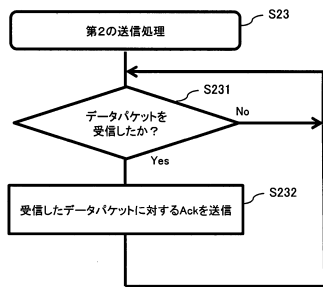 第2の送信処理
S23
データパケットを
受信したか?
S231
No
Yes
受信したデータパケットに対するAckを送信
S232